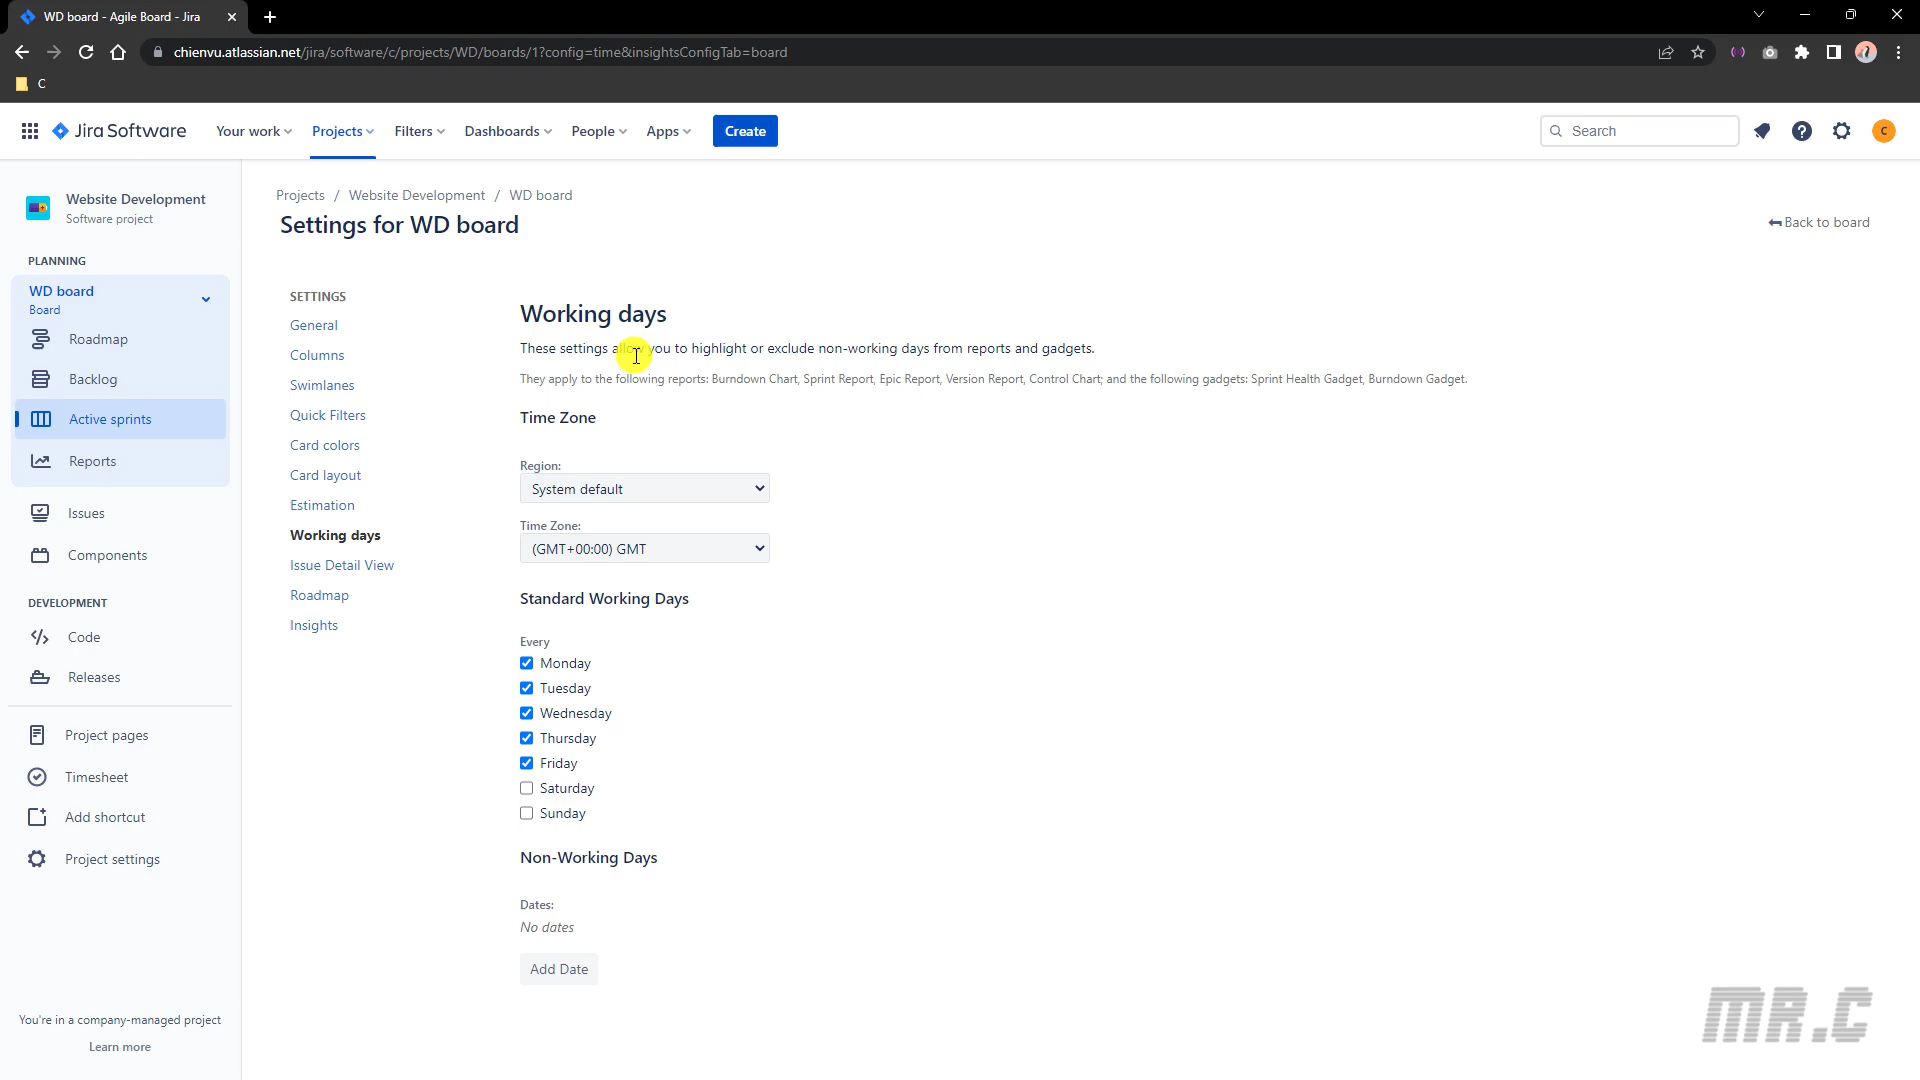 WD board - Agile Board - Jira
chienvu.atlassian.net/jira/software/c/projects/WD/boards/1?config=time&insightsConfigTab=board
C
Jira Software Your work Projects Filters Dashboards People Apps Create Search C
Website Development
Software project
PLANNING
WD board
Board
Roadmap
Backlog
Active sprints
Reports
Issues
Components
DEVELOPMENT
Code
Releases
Project pages
Timesheet
Add shortcut
Project settings
You're in a company-managed project
Learn more
Projects / Website Development / WD board
Settings for WD board
Back to board
SETTINGS
General
Columns
Swimlanes
Quick Filters
Card colors
Card layout
Estimation
Working days
Issue Detail View
Roadmap
Insights
Working days
These settings allow you to highlight or exclude non-working days from reports and gadgets.
They apply to the following reports: Burndown Chart, Sprint Report, Epic Report, Version Report, Control Chart; and the following gadgets: Sprint Health Gadget, Burndown Gadget.
Time Zone
Region:
System default
Time Zone:
(GMT+00:00) GMT
Standard Working Days
Every
Monday
Tuesday
Wednesday
Thursday
Friday
Saturday
Sunday
Non-Working Days
Dates:
No dates
Add Date
MR.C